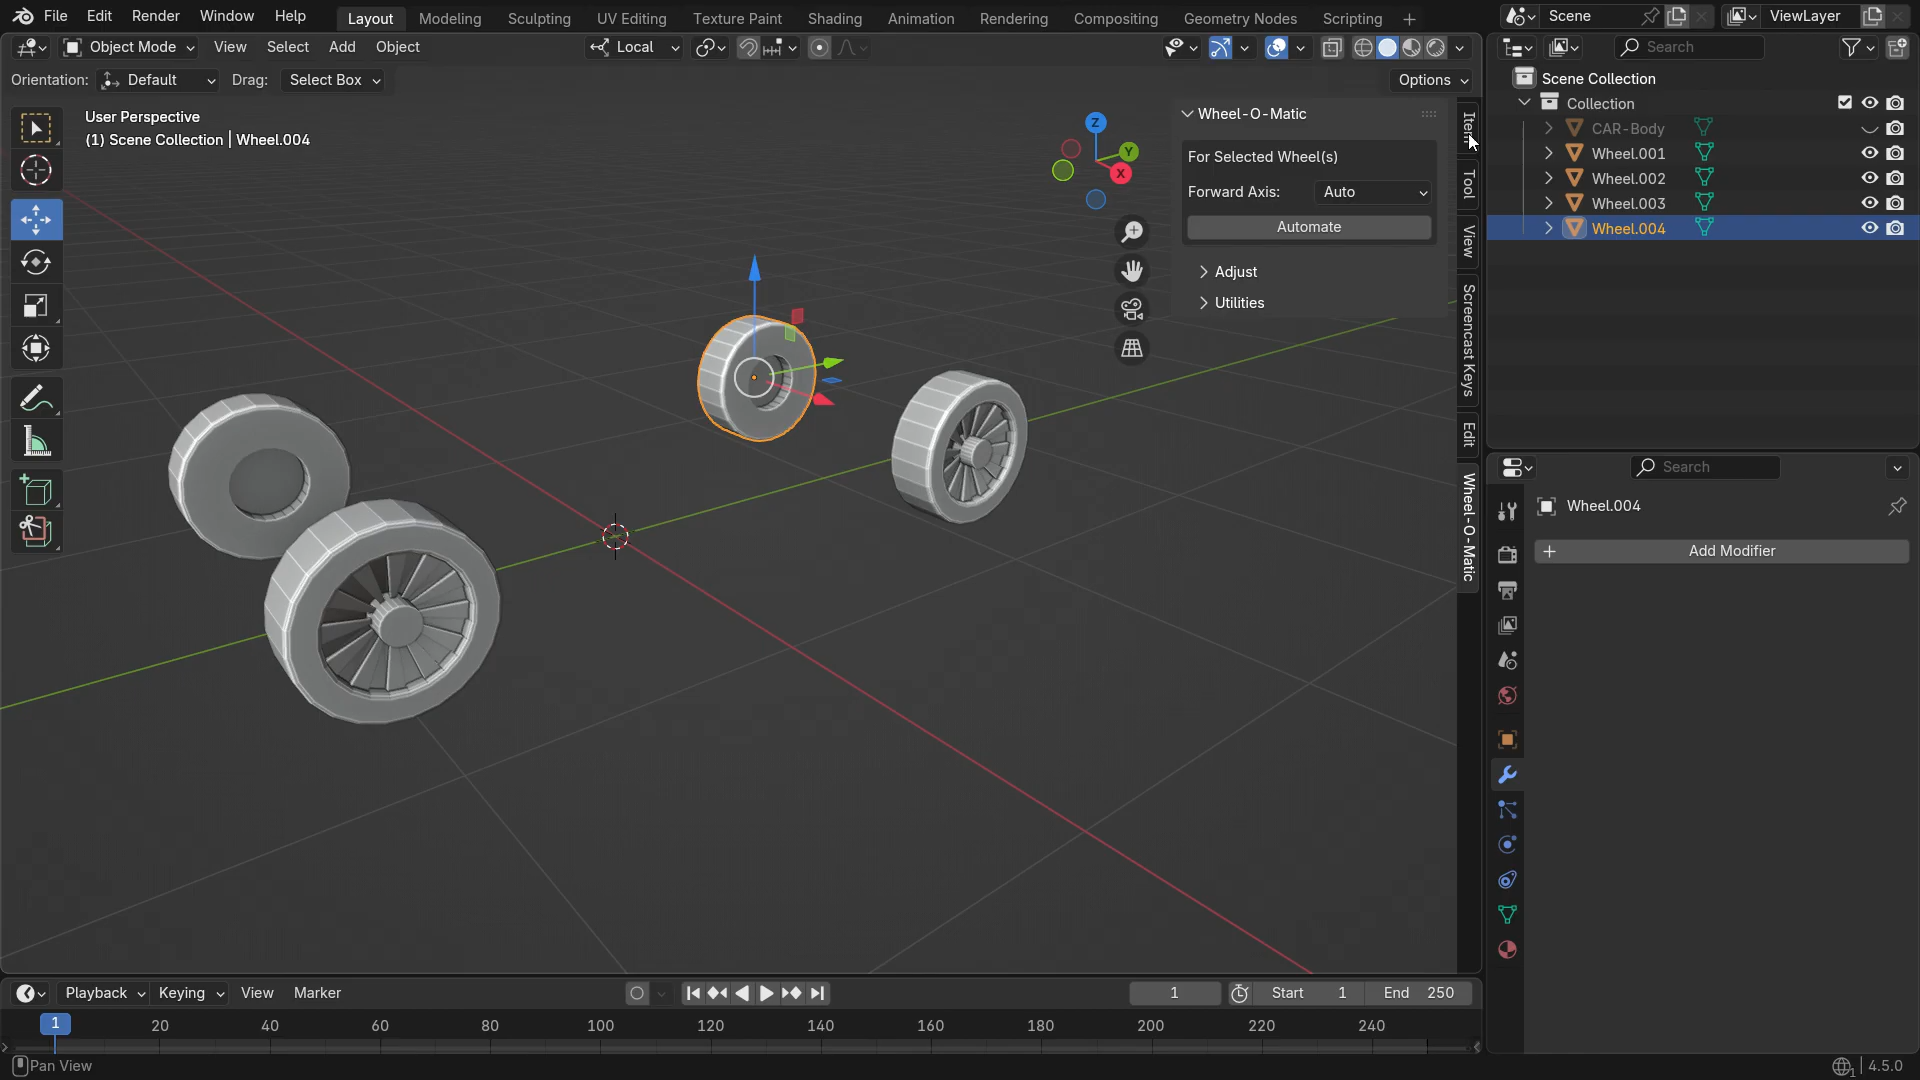 File Edit Render Window Help Layout Modeling Sculpting UV Editing Texture Paint Shading Animation Rendering Compositing Geometry Nodes Scripting Scene ViewLayer
Object Mode View Select Add Object Local Search
Orientation: Default Drag: Select Box Options
User Perspective
(1) Scene Collection | Wheel.004
Wheel-O-Matic
For Selected Wheel(s)
Forward Axis: Auto
Automate
Adjust
Utilities
Z
Y
X
Item
Tool
View
Screencast Keys
Edit
Wheel-O-Matic
Scene Collection
Collection
CAR-Body
Wheel.001
Wheel.002
Wheel.003
Wheel.004
Search
Wheel.004
Add Modifier
Playback Keying View Marker 1 Start 1 End 250
1 20 40 60 80 100 120 140 160 180 200 220 240
Pan View 1 4.5.0